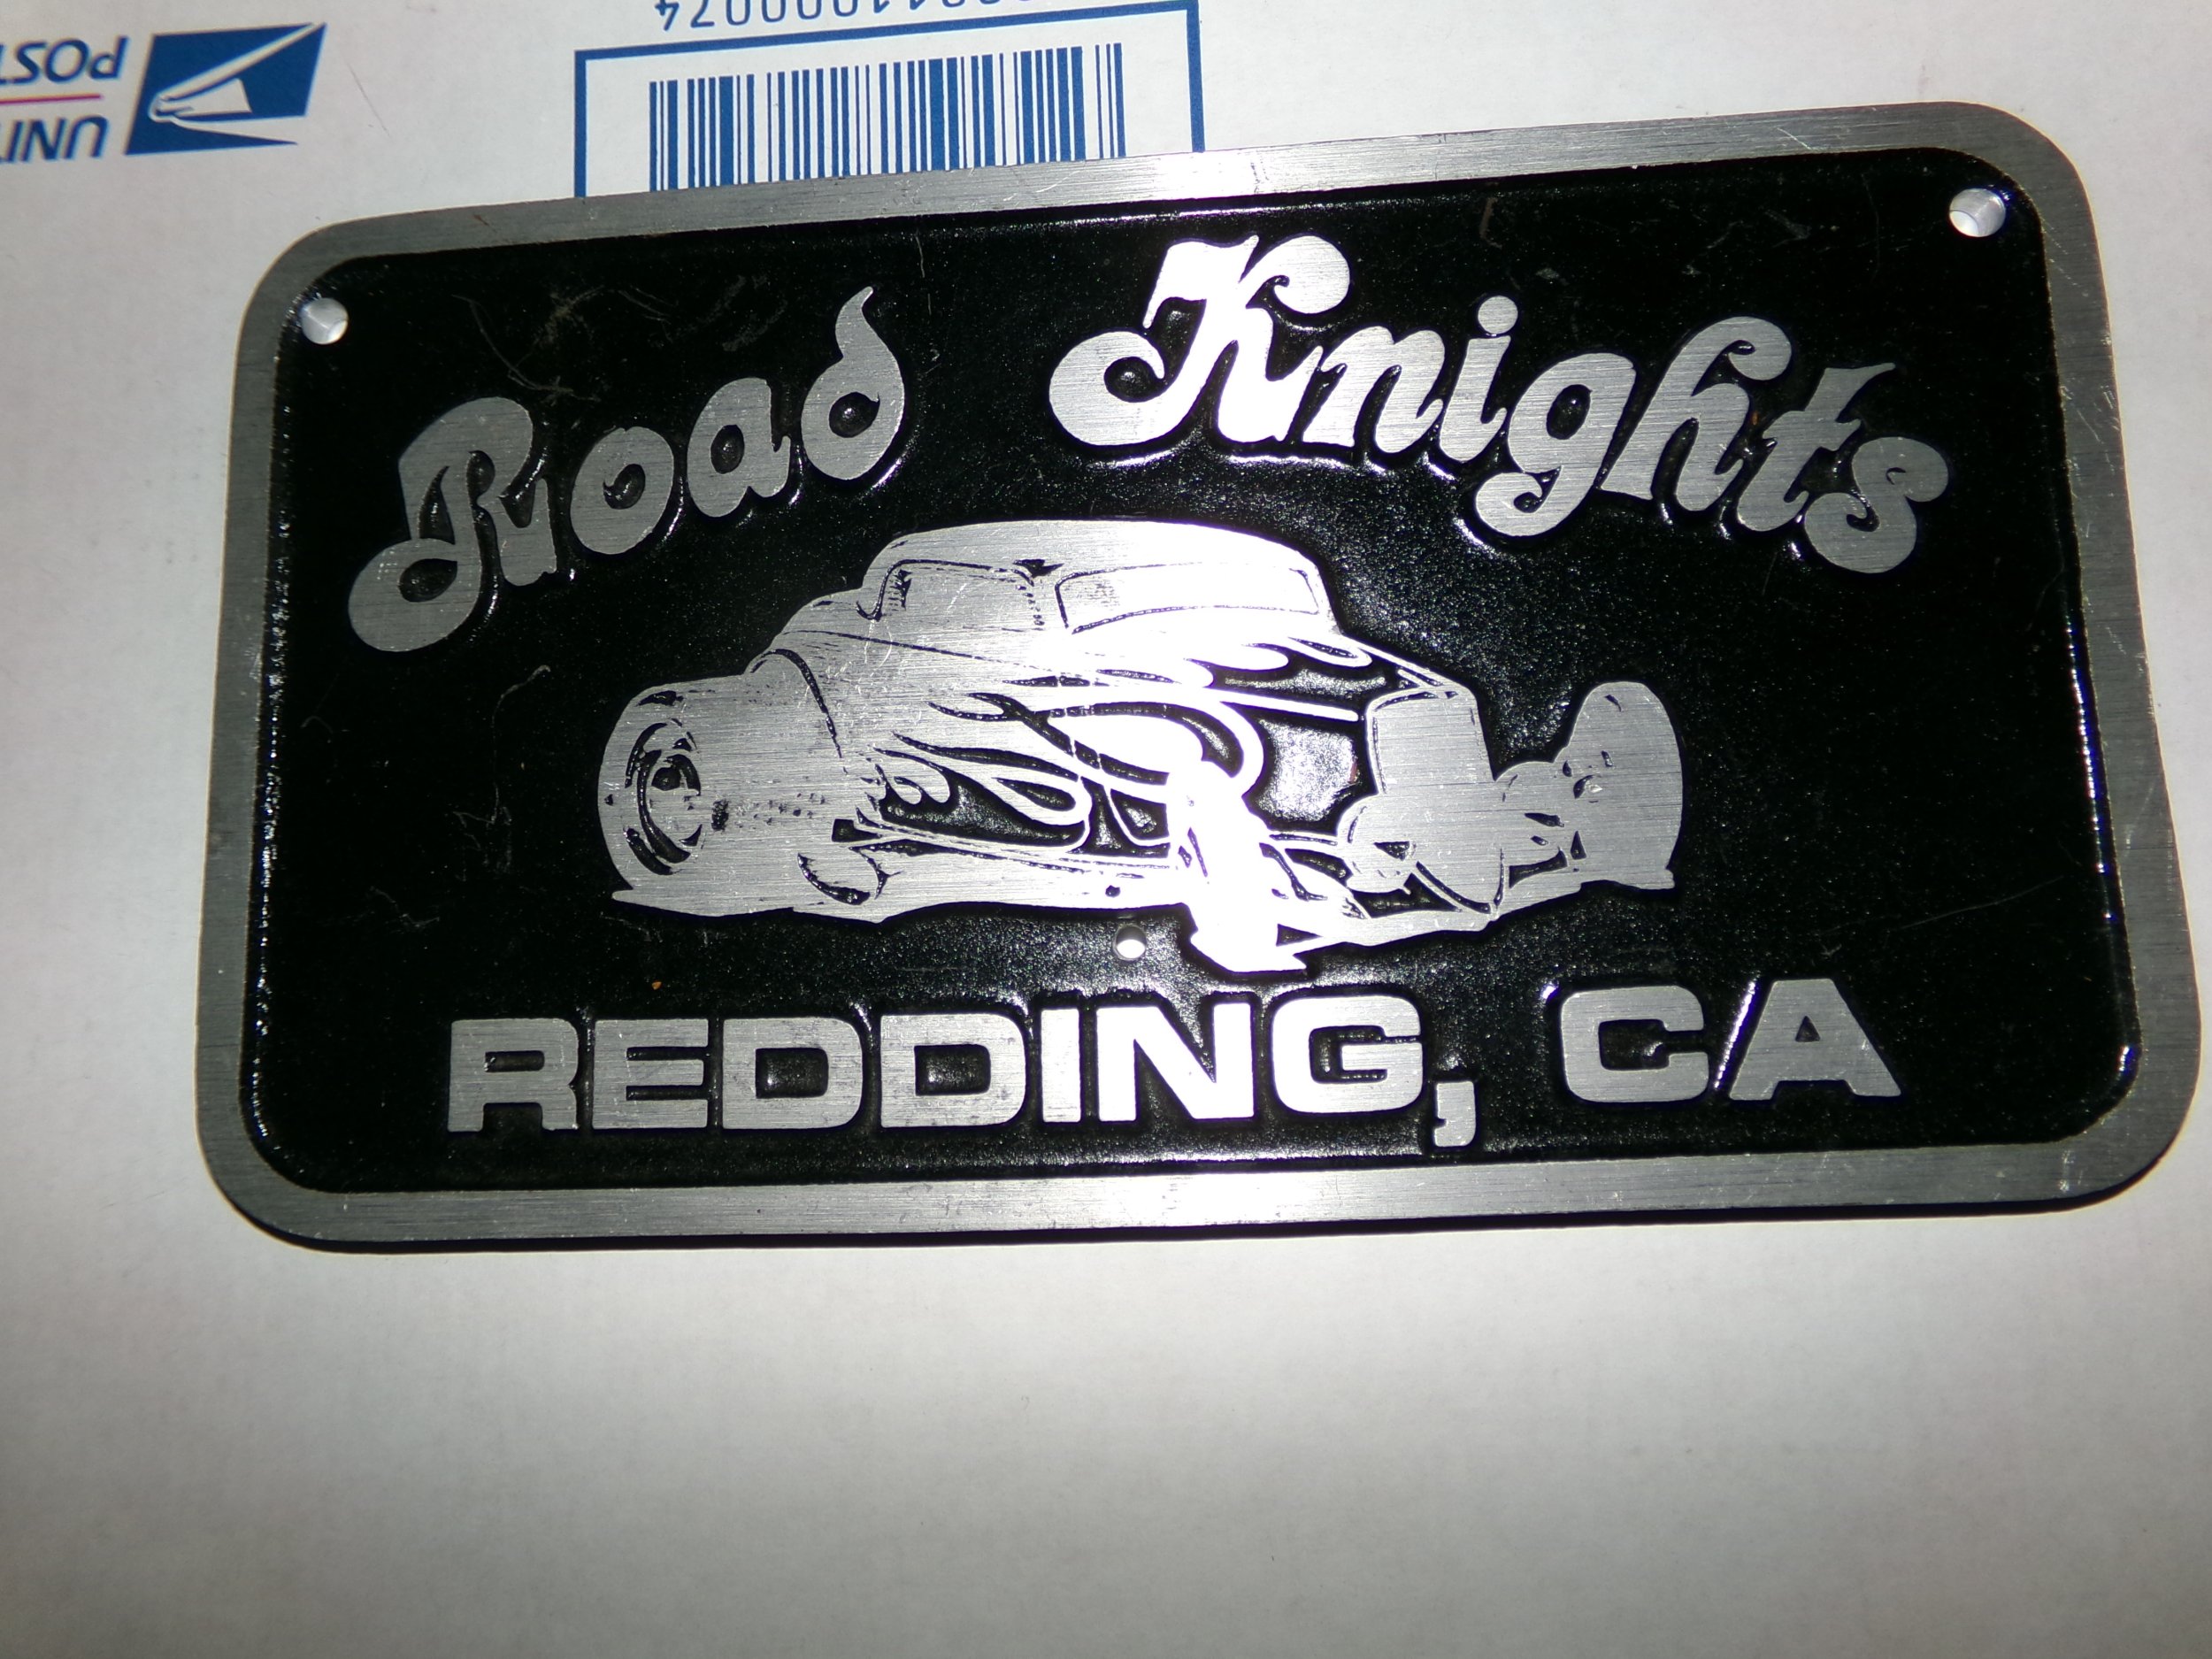 Road Knights
REDDING, CA